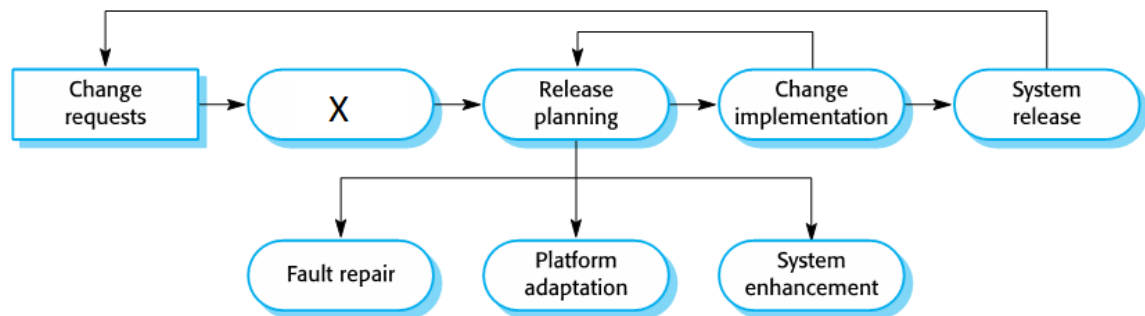 Change
requests
X
Release
planning
Change
implementation
System
release
Fault repair
Platform
adaptation
System
enhancement